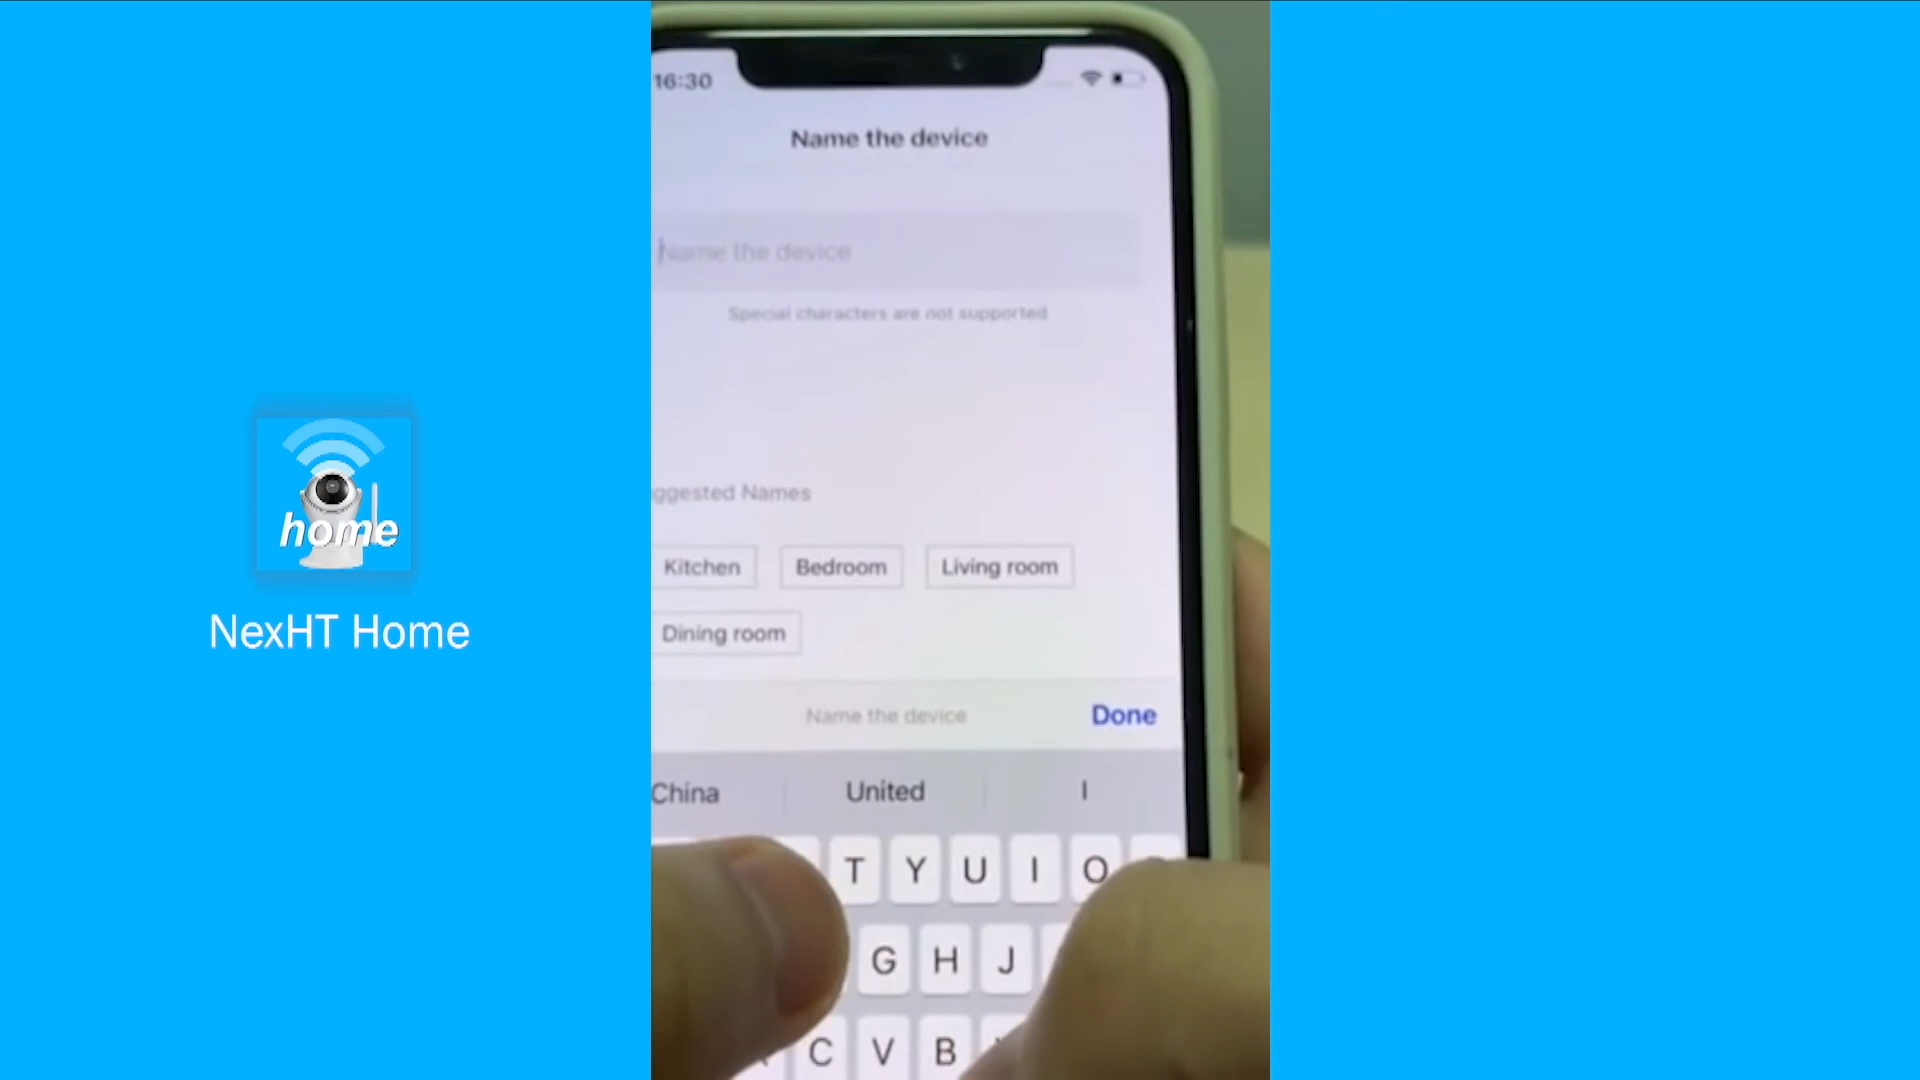 16:30
Name the device
Name the device
Special characters are not supported
ggested Names
Kitchen
Bedroom
Living room
Dining room
Name the device
Done
China
United
I
T Y U I O
G H J
C V B
home
NexHT Home